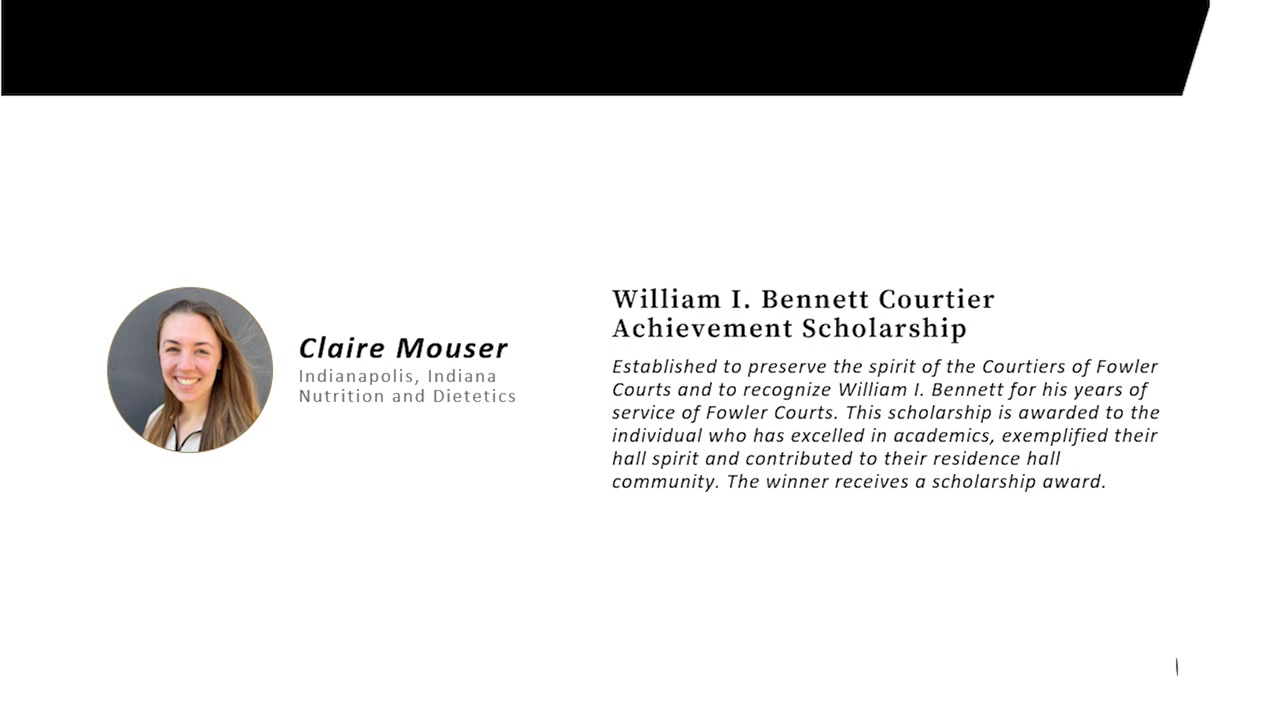 Claire Mouser
Indianapolis, Indiana
Nutrition and Dietetics
William I. Bennett Courtier
Achievement Scholarship
Established to preserve the spirit of the Courtiers of Fowler
Courts and to recognize William I. Bennett for his years of
service of Fowler Courts. This scholarship is awarded to the
individual who has excelled in academics, exemplified their
hall spirit and contributed to their residence hall
community. The winner receives a scholarship award.